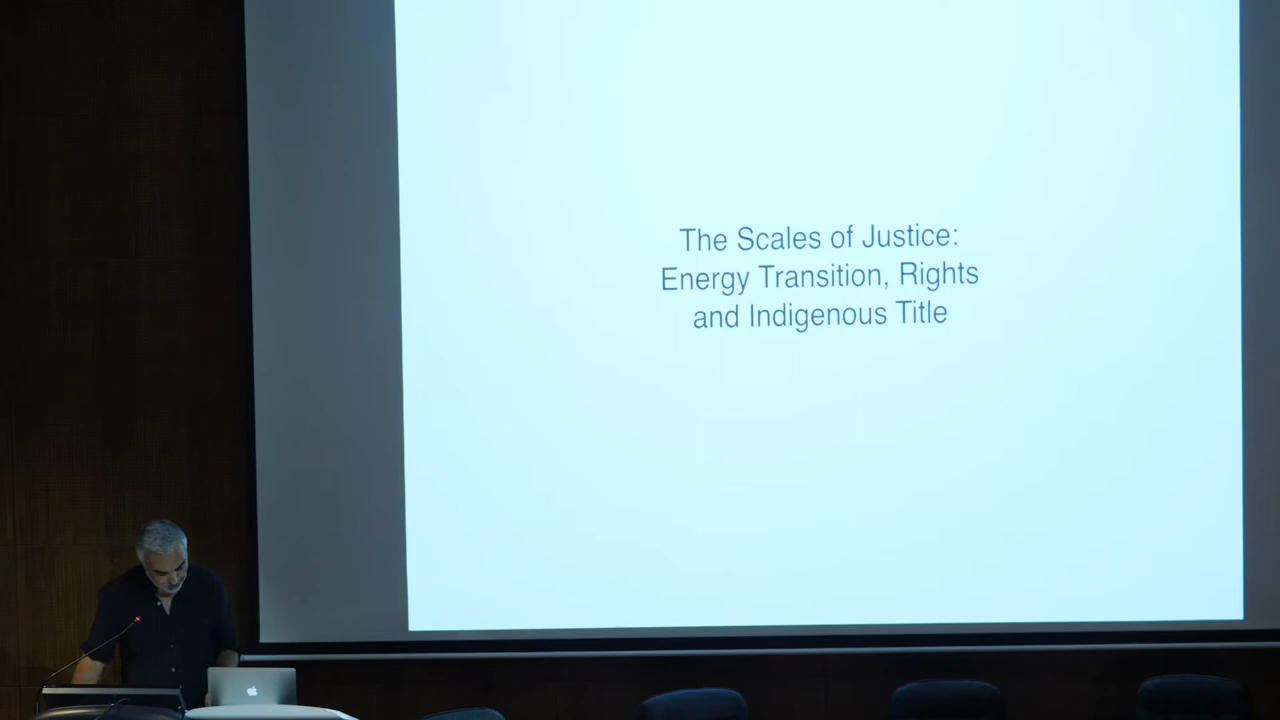 The Scales of Justice:
Energy Transition, Rights
and Indigenous Title